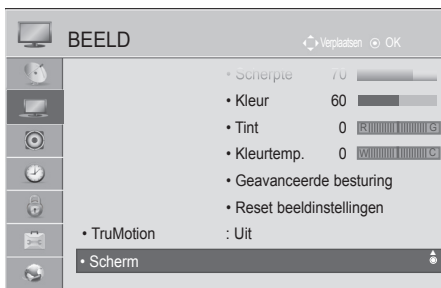 BEELD
Verplaatsen OK
• Scherpte 70
• Kleur 60
• Tint 0 R G
• Kleurtemp. 0 W C
• Geavanceerde besturing
• Reset beeldinstellingen
• TruMotion : Uit
• Scherm